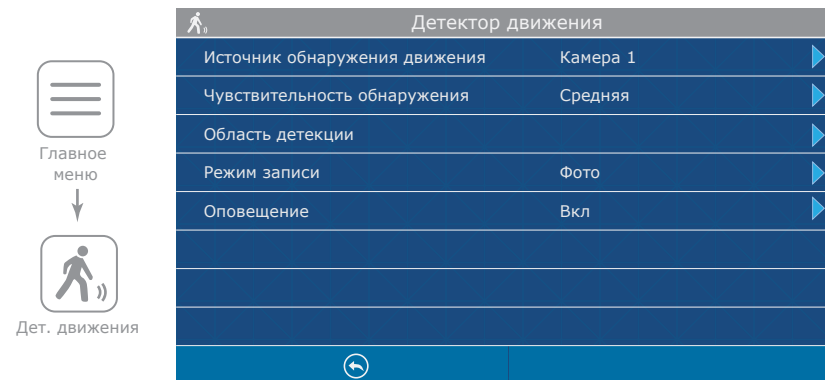 Главное
меню
Дет. движения
Детектор движения
Источник обнаружения движения Камера 1
Чувствительность обнаружения Средняя
Область детекции
Режим записи Фото
Оповещение Вкл